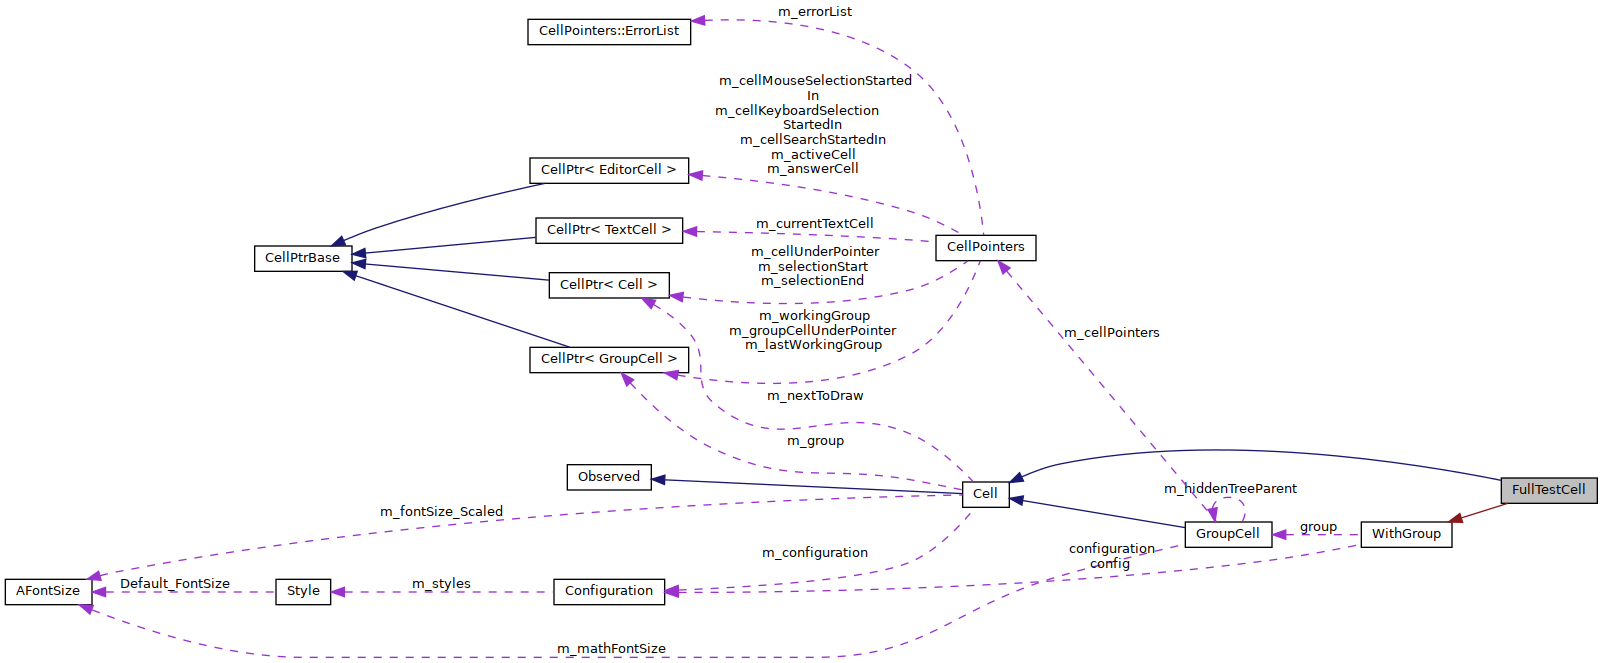 m_errorList
CellPointers::ErrorList
m_cellMouseSelectionStarted
In
m_cellKeyboardSelection
StartedIn
m_cellSearchStartedIn
m_activeCell
m_answerCell
CellPtr< EditorCell >
CellPtr< TextCell >
m_currentTextCell
CellPointers
CellPtrBase
m_cellUnderPointer
m_selectionStart
m_selectionEnd
CellPtr< Cell >
m_workingGroup
m_groupCellUnderPointer
m_lastWorkingGroup
m_cellPointers
CellPtr< GroupCell >
m_nextToDraw
m_group
Observed
Cell
m_hiddenTreeParent
FullTestCell
m_fontSize_Scaled
GroupCell
group
WithGroup
m_configuration
configuration
config
AFontSize
Default_FontSize
Style
m_styles
Configuration
m_mathFontSize